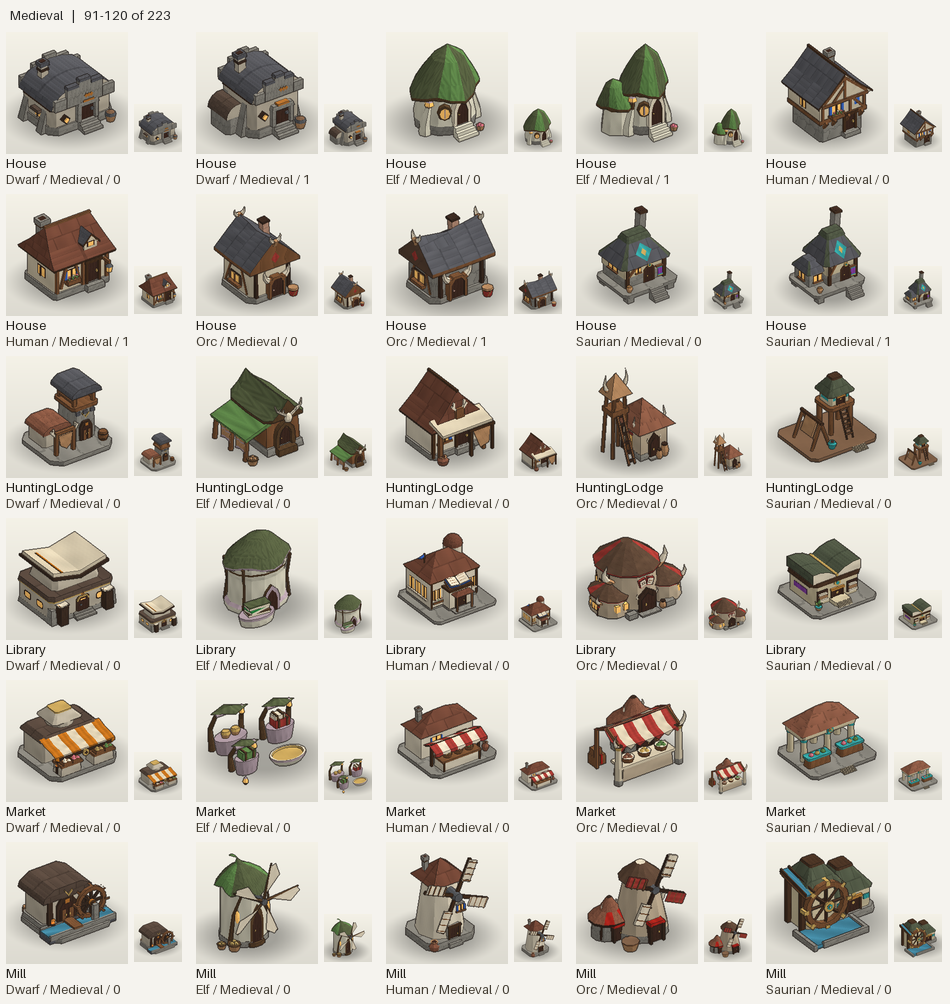 Medieval | 91-120 of 223
House
Dwarf / Medieval / 0
House
Dwarf / Medieval / 1
House
Elf / Medieval / 0
House
Elf / Medieval / 1
House
Human / Medieval / 0
House
Human / Medieval / 1
House
Orc / Medieval / 0
House
Orc / Medieval / 1
House
Saurian / Medieval / 0
House
Saurian / Medieval / 1
HuntingLodge
Dwarf / Medieval / 0
HuntingLodge
Elf / Medieval / 0
HuntingLodge
Human / Medieval / 0
HuntingLodge
Orc / Medieval / 0
HuntingLodge
Saurian / Medieval / 0
Library
Dwarf / Medieval / 0
Library
Elf / Medieval / 0
Library
Human / Medieval / 0
Library
Orc / Medieval / 0
Library
Saurian / Medieval / 0
Market
Dwarf / Medieval / 0
Market
Elf / Medieval / 0
Market
Human / Medieval / 0
Market
Orc / Medieval / 0
Market
Saurian / Medieval / 0
Mill
Dwarf / Medieval / 0
Mill
Elf / Medieval / 0
Mill
Human / Medieval / 0
Mill
Orc / Medieval / 0
Mill
Saurian / Medieval / 0